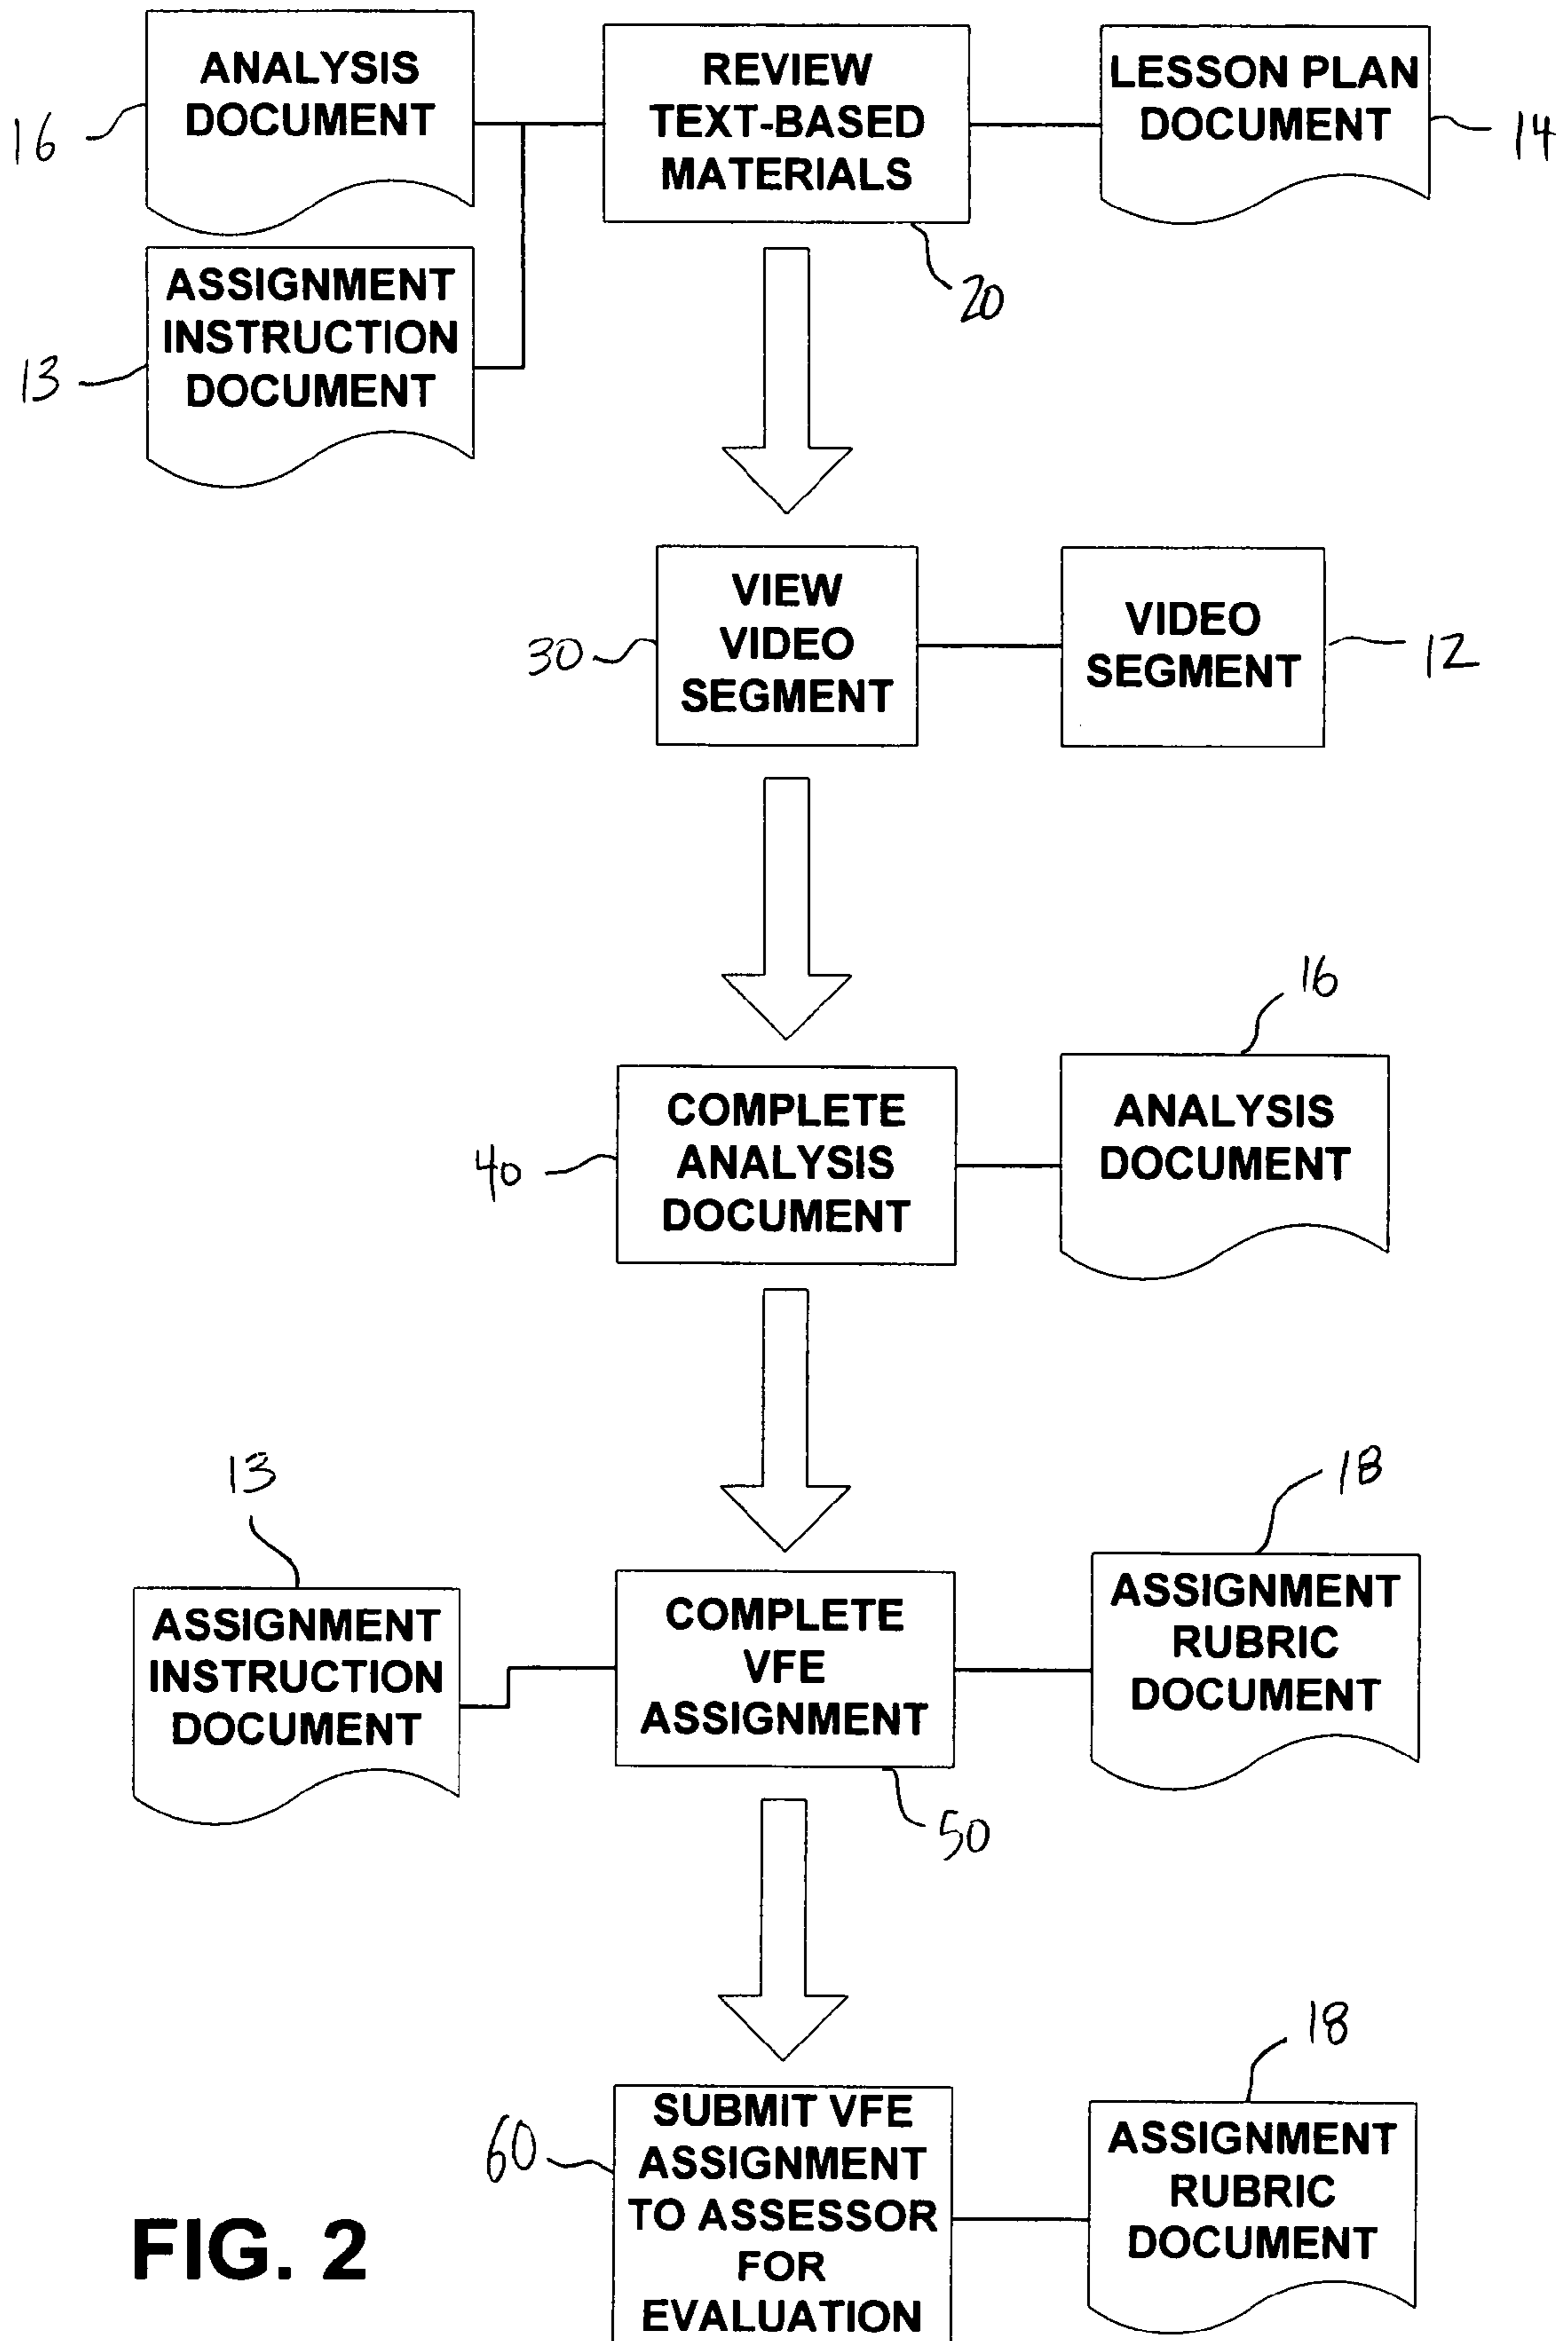 ANALYSIS
DOCUMENT
16
REVIEW
TEXT-BASED
MATERIALS
20
LESSON PLAN
DOCUMENT
14
ASSIGNMENT
INSTRUCTION
DOCUMENT
13
VIEW
VIDEO
SEGMENT
30
VIDEO
SEGMENT
12
COMPLETE
ANALYSIS
DOCUMENT
40
16
ANALYSIS
DOCUMENT
13
ASSIGNMENT
INSTRUCTION
DOCUMENT
COMPLETE
VFE
ASSIGNMENT
50
18
ASSIGNMENT
RUBRIC
DOCUMENT
60
SUBMIT VFE
ASSIGNMENT
TO ASSESSOR
FOR
EVALUATION
18
ASSIGNMENT
RUBRIC
DOCUMENT
FIG. 2